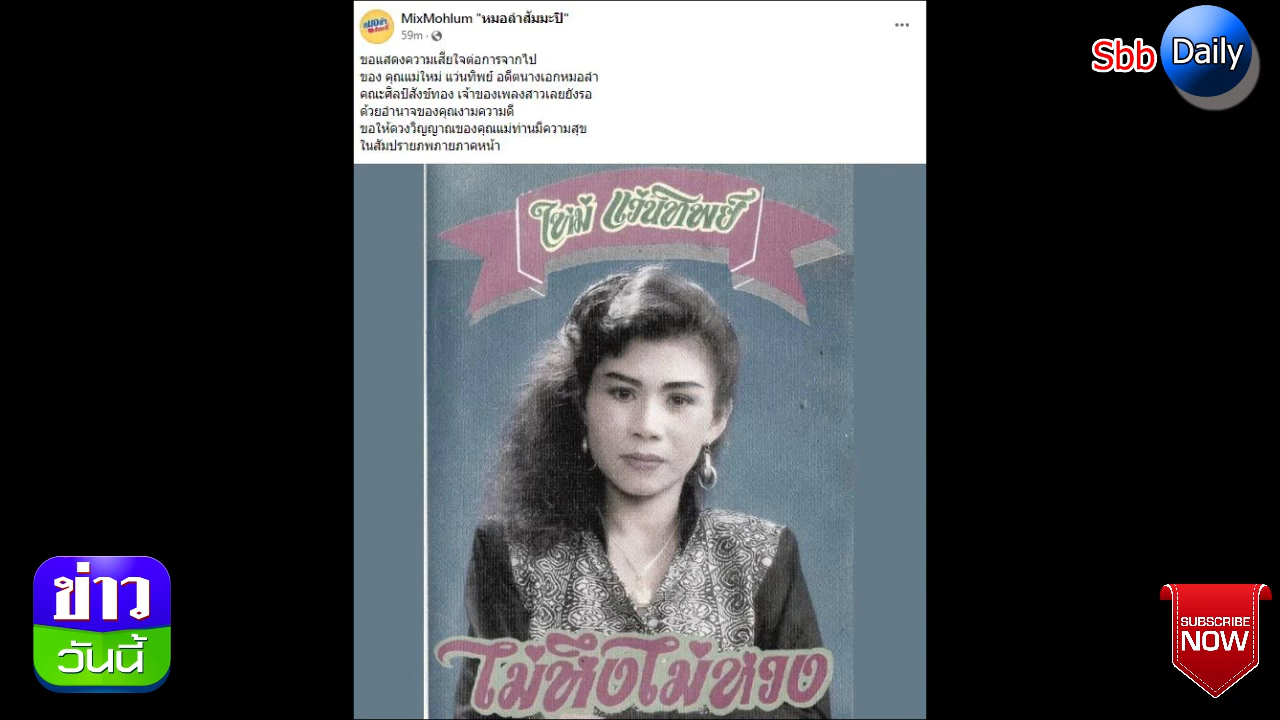 MixMohlum "หมอลำสัมมะปิ"
59m
ขอแสดงความเสียใจต่อการจากไป
ของ คุณแม่ใหม่ แว่นทิพย์ อดีตนางเอกหมอลำ
คณะศิลปิสังข์ทอง เจ้าของเพลงสาวเลยยังรอ
ด้วยอำนาจของคุณงามความดี
ขอให้ดวงวิญญาณของคุณแม่ท่านมีความสุข
ในสัมปรายภพภายภาคหน้า
ใหม่ แว่นทิพย์
ไม่หึงไม่หวง
Sbb Daily
ข่าว
วันนี้
SUBSCRIBE
NOW